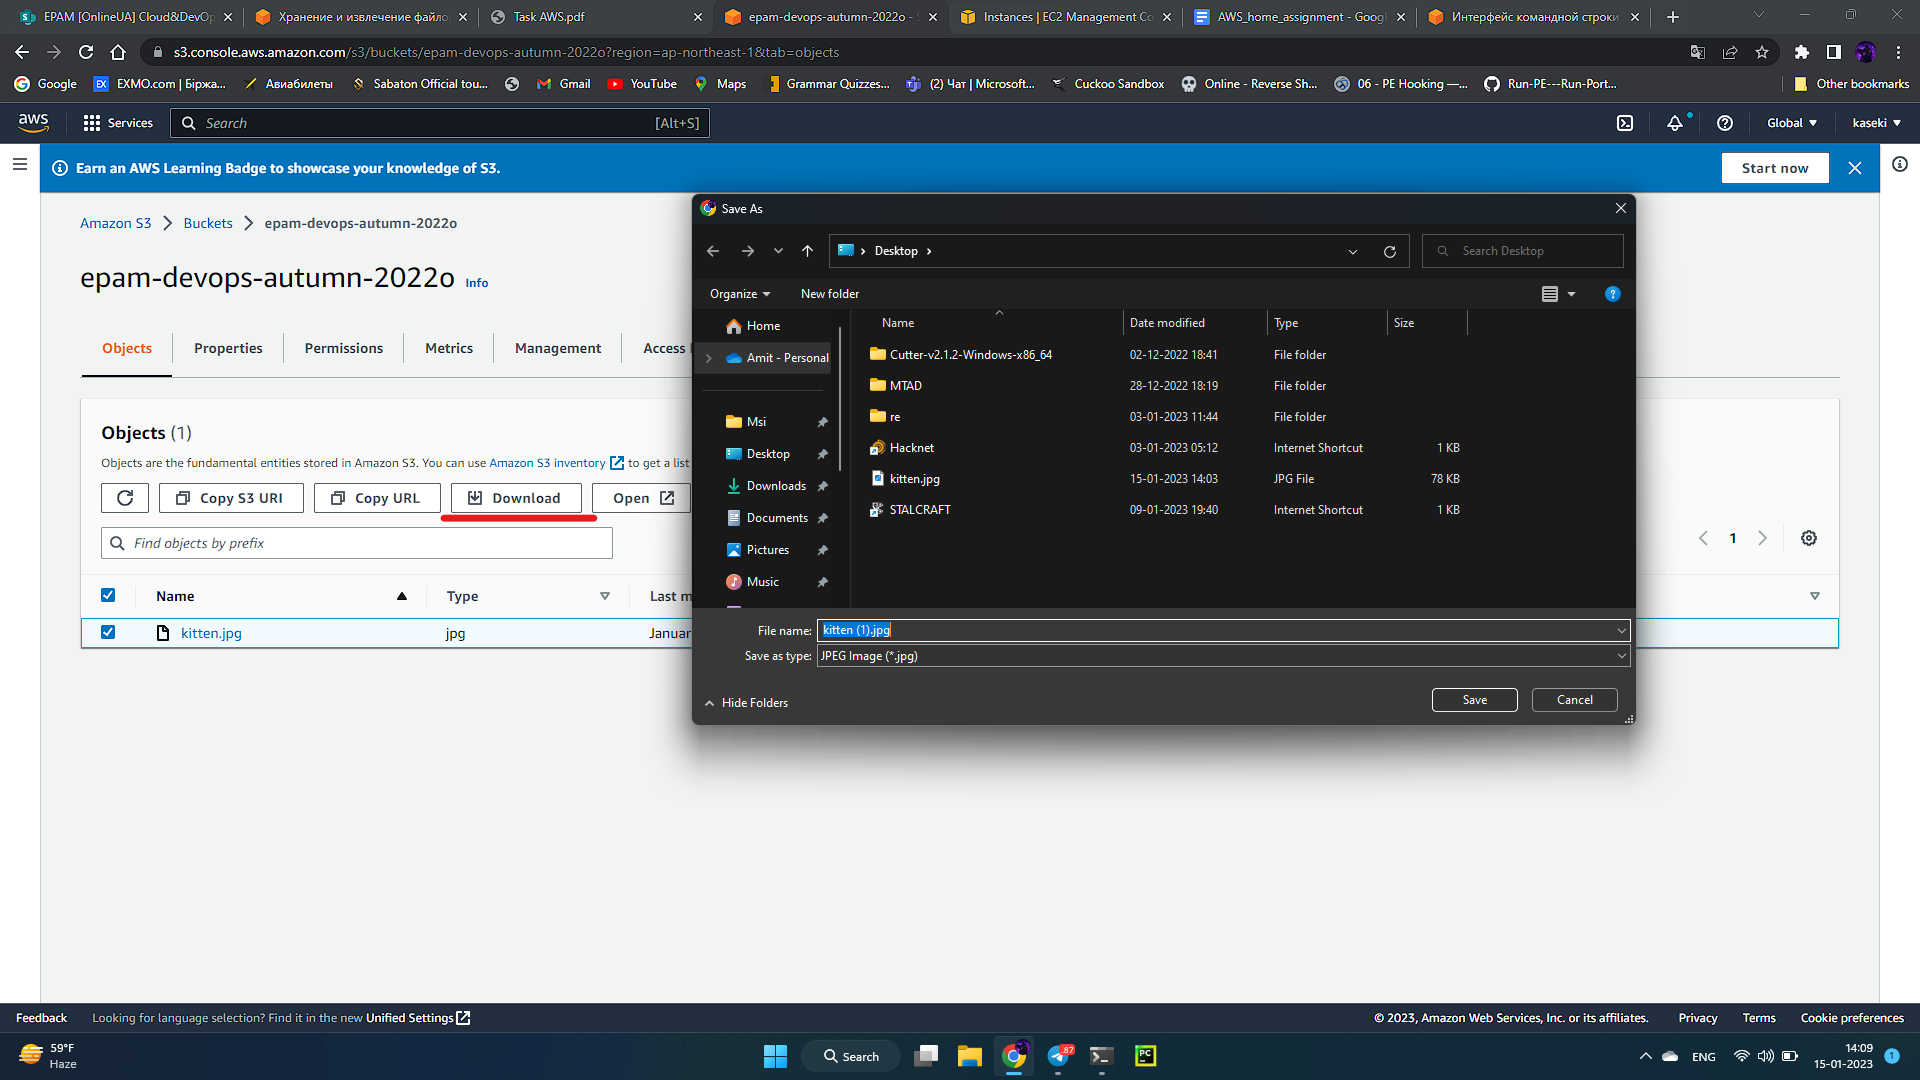 EPAM [OnlineUA] Cloud&DevO
Хранение и извлечение файло
Task AWS.pdf
epam-devops-autumn-2022o - S
Instances | EC2 Management Co
AWS_home_assignment - Googl
Интерфейс командной строки
s3.console.aws.amazon.com/s3/buckets/epam-devops-autumn-2022o?region=ap-northeast-1&tab=objects
Google
EXMO.com | Біржа...
Авиабилеты
Sabaton Official tou...
Gmail
YouTube
Maps
Grammar Quizzes...
(2) Чат | Microsoft...
Cuckoo Sandbox
Online - Reverse Sh...
06 - PE Hooking —...
Run-PE---Run-Port...
Other bookmarks
aws
Services
Search
[Alt+S]
Global
kaseki
Earn an AWS Learning Badge to showcase your knowledge of S3.
Start now
Amazon S3
Buckets
epam-devops-autumn-2022o
epam-devops-autumn-2022o Info
Objects
Properties
Permissions
Metrics
Management
Access
Objects (1)
Objects are the fundamental entities stored in Amazon S3. You can use Amazon S3 inventory to get a list
Copy S3 URI
Copy URL
Download
Open
Find objects by prefix
1
Name
Type
Last m
kitten.jpg
jpg
Januar
Save As
Desktop
Search Desktop
Organize
New folder
Home
Amit - Personal
Msi
Desktop
Downloads
Documents
Pictures
Music
Name
Date modified
Type
Size
Cutter-v2.1.2-Windows-x86_64
02-12-2022 18:41
File folder
MTAD
28-12-2022 18:19
File folder
re
03-01-2023 11:44
File folder
Hacknet
03-01-2023 05:12
Internet Shortcut
1 KB
kitten.jpg
15-01-2023 14:03
JPG File
78 KB
STALCRAFT
09-01-2023 19:40
Internet Shortcut
1 KB
File name:
kitten (1).jpg
Save as type:
JPEG Image (*.jpg)
Hide Folders
Save
Cancel
Feedback
Looking for language selection? Find it in the new Unified Settings
© 2023, Amazon Web Services, Inc. or its affiliates.
Privacy
Terms
Cookie preferences
59°F
Haze
Search
87
PC
ENG
14:09
15-01-2023
1